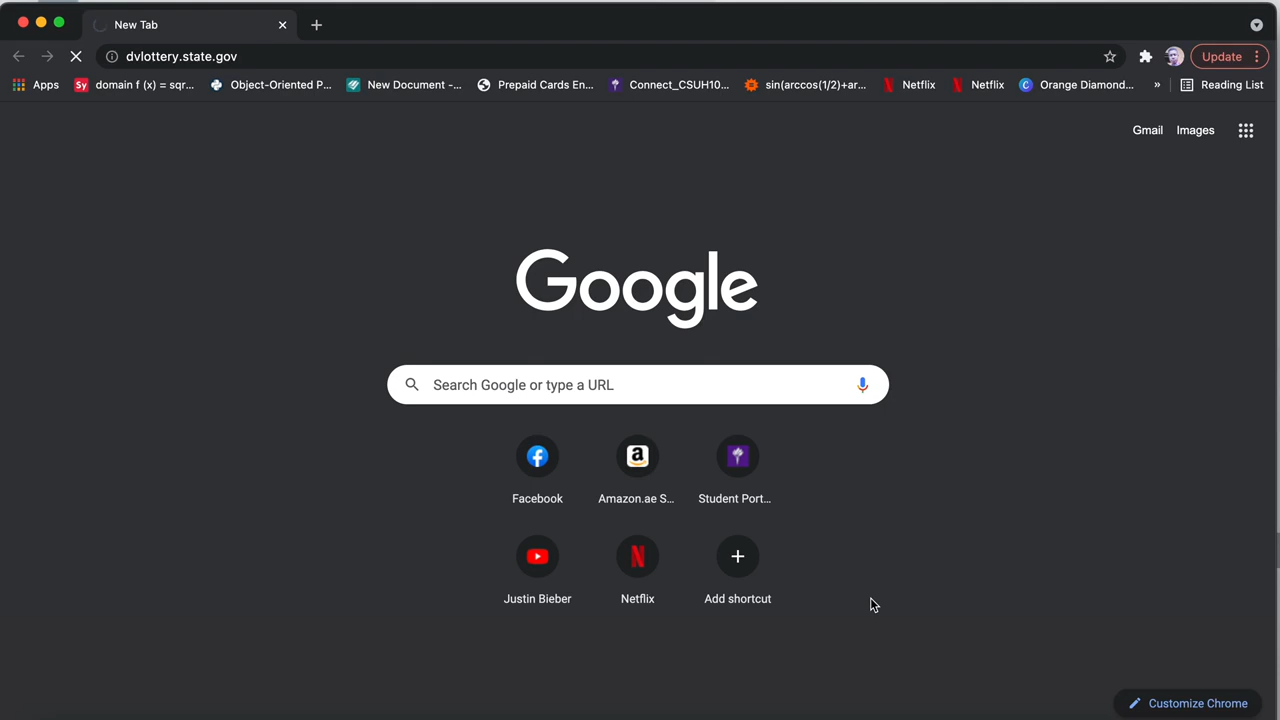 New Tab
dvlottery.state.gov
Update
Apps
Sy
domain f (x) = sqr...
Object-Oriented P...
New Document -...
Prepaid Cards En...
Connect_CSUH10...
sin(arccos(1/2)+ar...
Netflix
Netflix
C
Orange Diamond...
»
Reading List
Gmail
Images
Google
Search Google or type a URL
Facebook
Amazon.ae S...
Student Port...
Justin Bieber
Netflix
Add shortcut
Customize Chrome